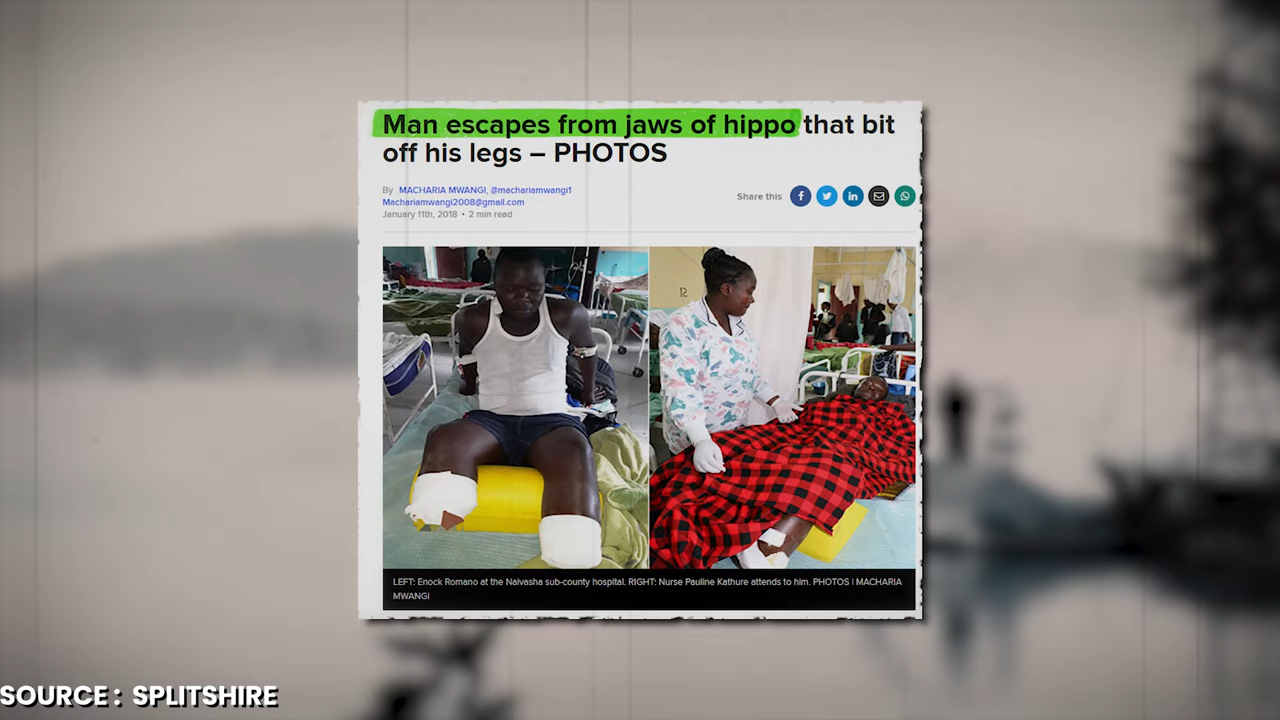 Man escapes from jaws of hippo that bit
off his legs – PHOTOS
By MACHARIA MWANGI, @machariamwangi1
Machariamwangi2008@gmail.com
January 11th, 2018 • 2 min read
Share this
12
LEFT: Enock Romano at the Naivasha sub-county hospital. RIGHT: Nurse Pauline Kathure attends to him. PHOTOS | MACHARIA
MWANGI
SOURCE : SPLITSHIRE